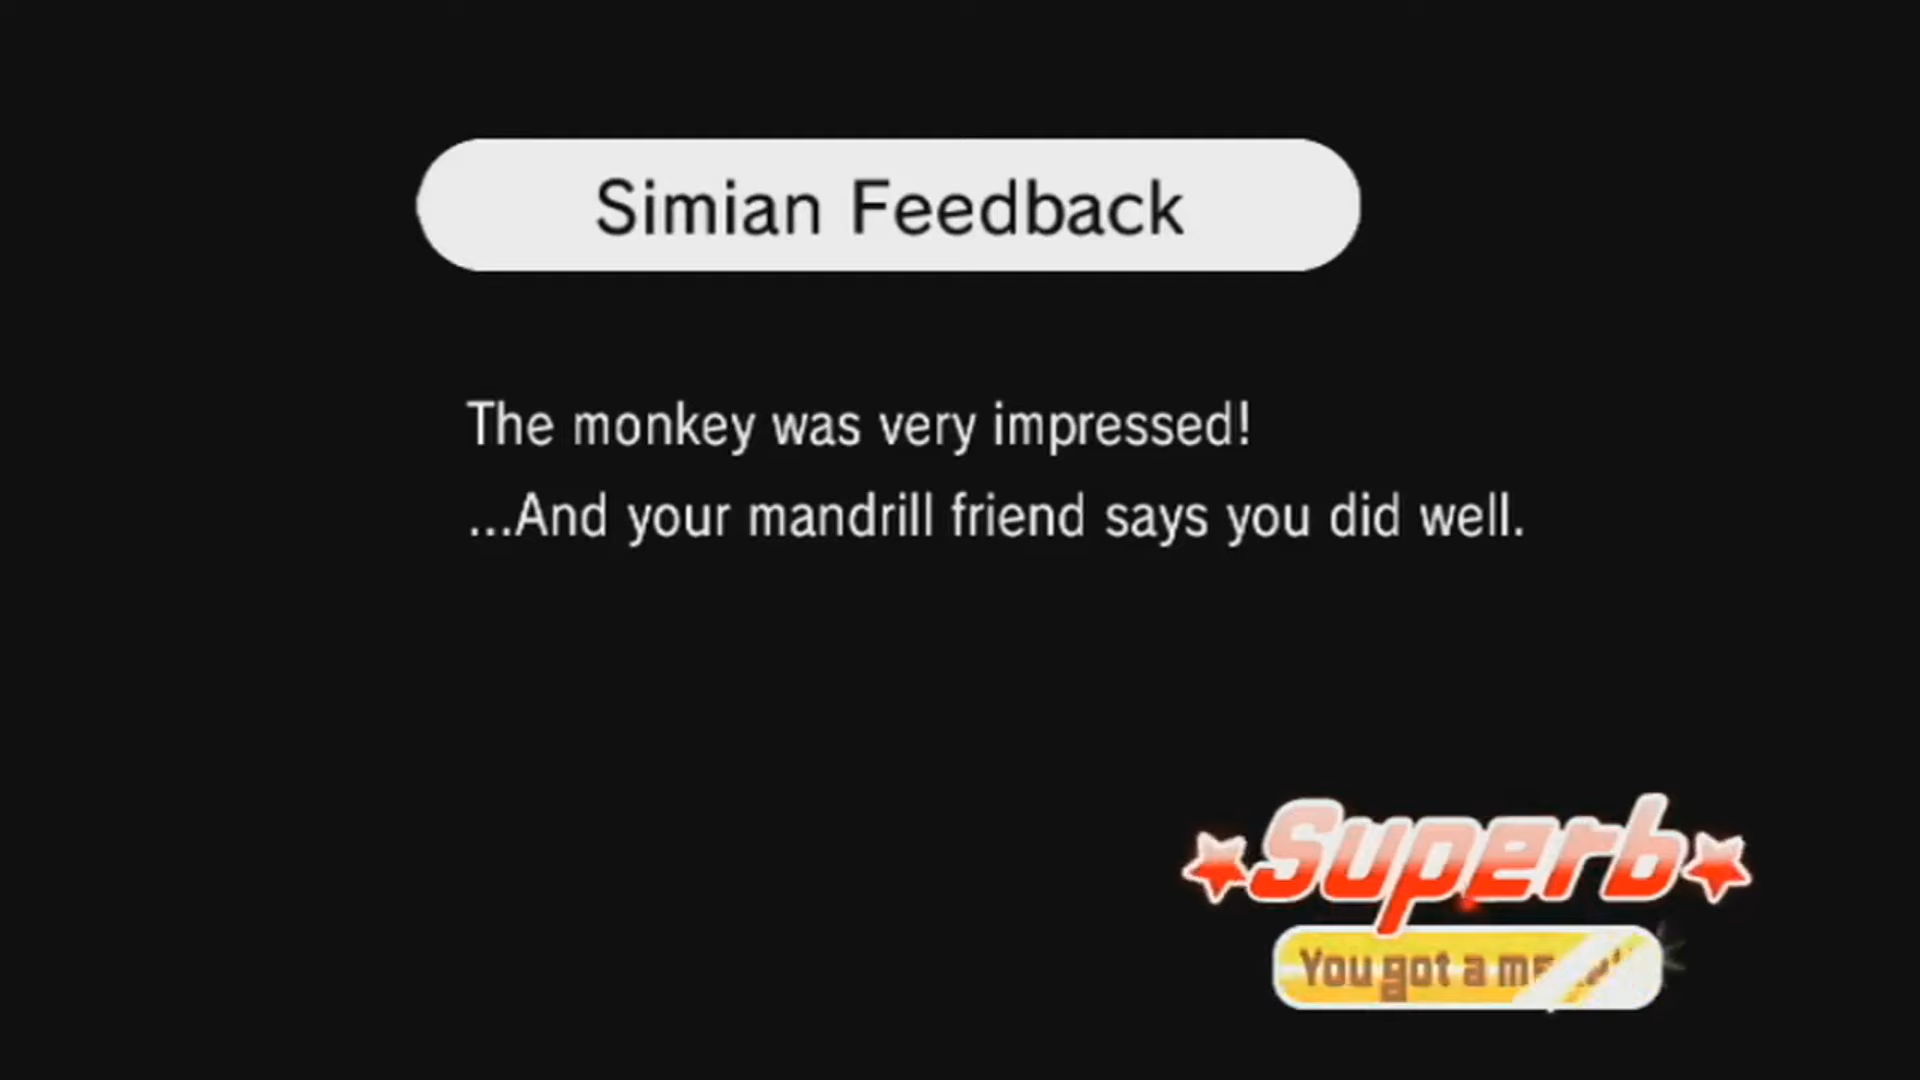 Simian Feedback
The monkey was very impressed!
...And your mandrill friend says you did well.
Superb
You got a